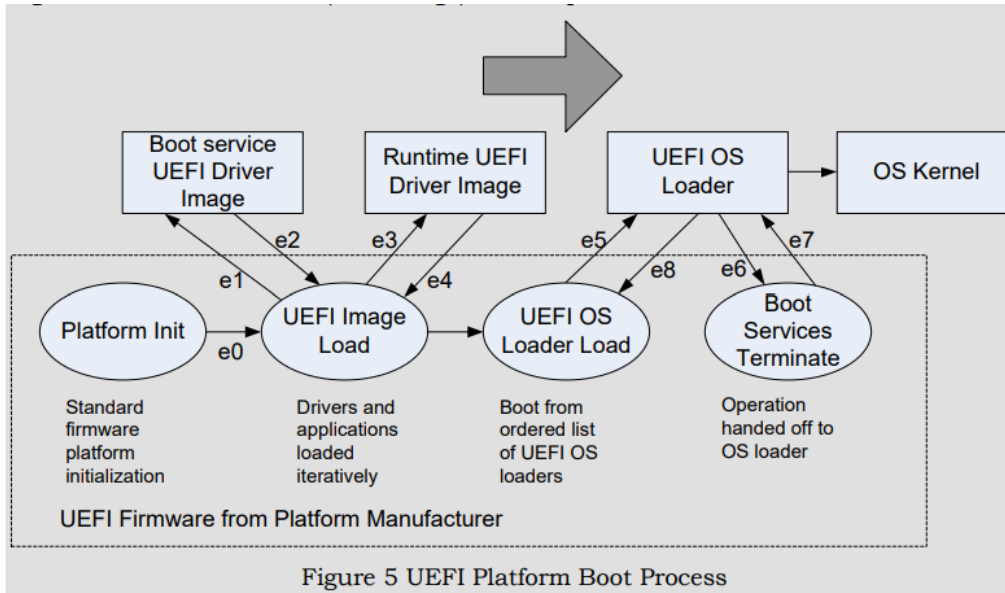 Boot service
UEFI Driver
Image
Runtime UEFI
Driver Image
UEFI OS
Loader
OS Kernel
e1
e2
e3
e4
e5
e8
e6
e7
Platform Init
e0
UEFI Image
Load
UEFI OS
Loader Load
Boot
Services
Terminate
Standard
firmware
platform
initialization
Drivers and
applications
loaded
iteratively
Boot from
ordered list
of UEFI OS
loaders
Operation
handed off to
OS loader
UEFI Firmware from Platform Manufacturer
Figure 5 UEFI Platform Boot Process